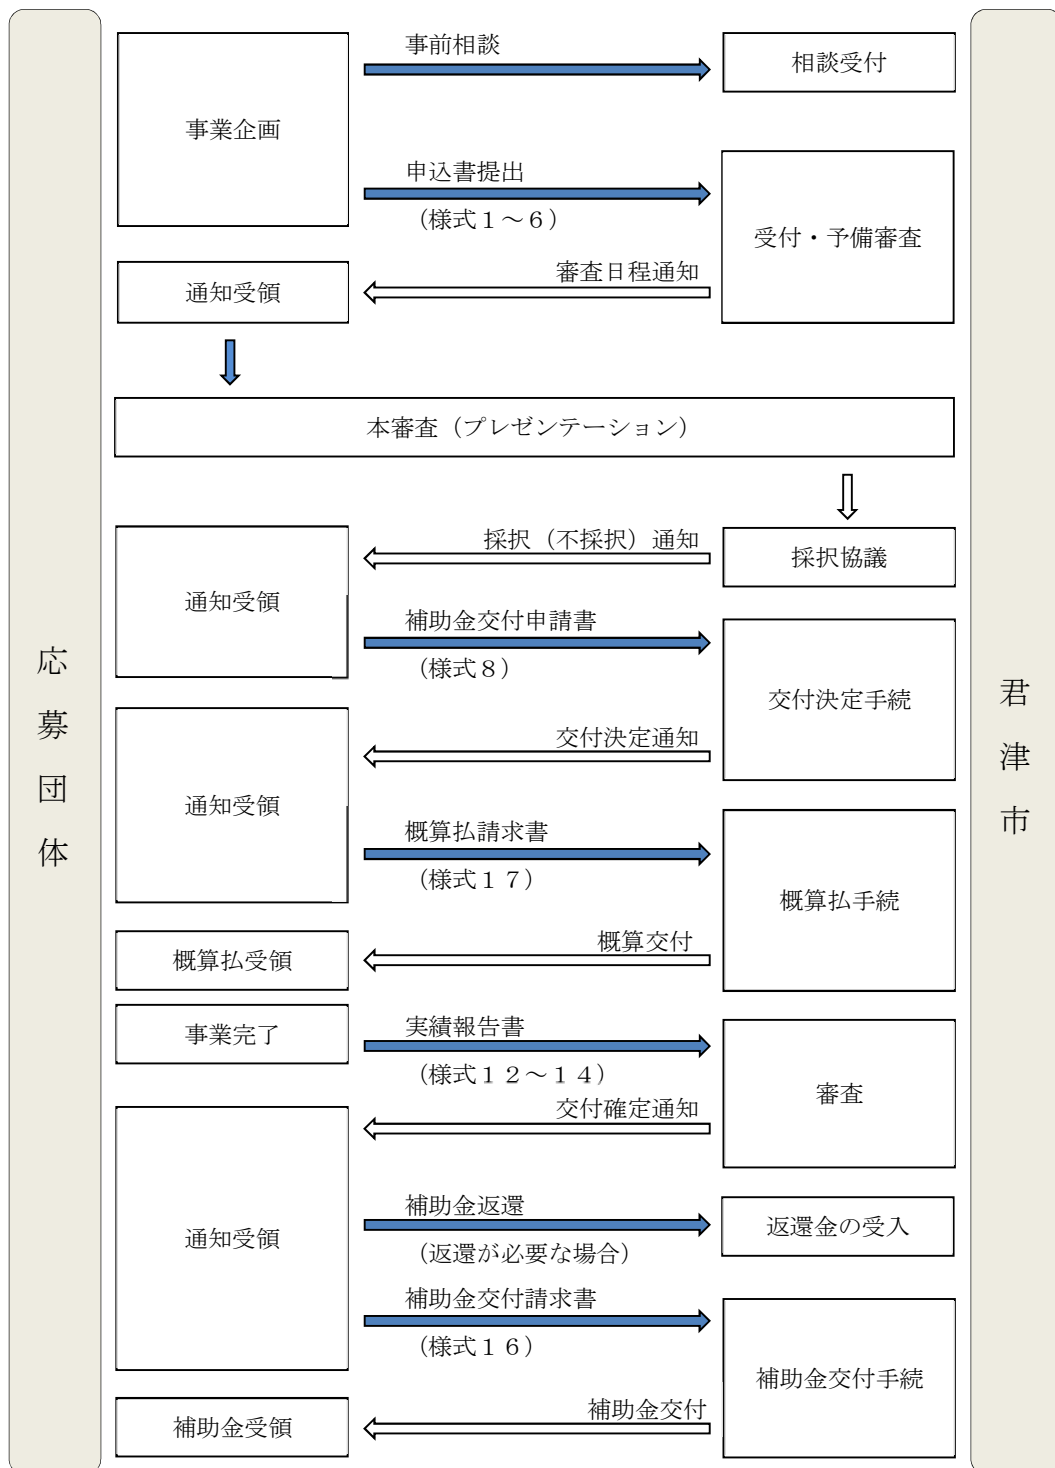 事前相談
相談受付
事業企画
申込書提出
（様式１～６）
受付・予備審査
審査日程通知
通知受領
本審査（プレゼンテーション）
採択（不採択）通知
採択協議
通知受領
補助金交付申請書
（様式８）
交付決定手続
交付決定通知
通知受領
概算払請求書
（様式１７）
概算払手続
概算交付
概算払受領
事業完了
実績報告書
（様式１２～１４）
審査
交付確定通知
通知受領
補助金返還
（返還が必要な場合）
返還金の受入
補助金交付請求書
（様式１６）
補助金交付手続
補助金交付
補助金受領
応募団体
君津市